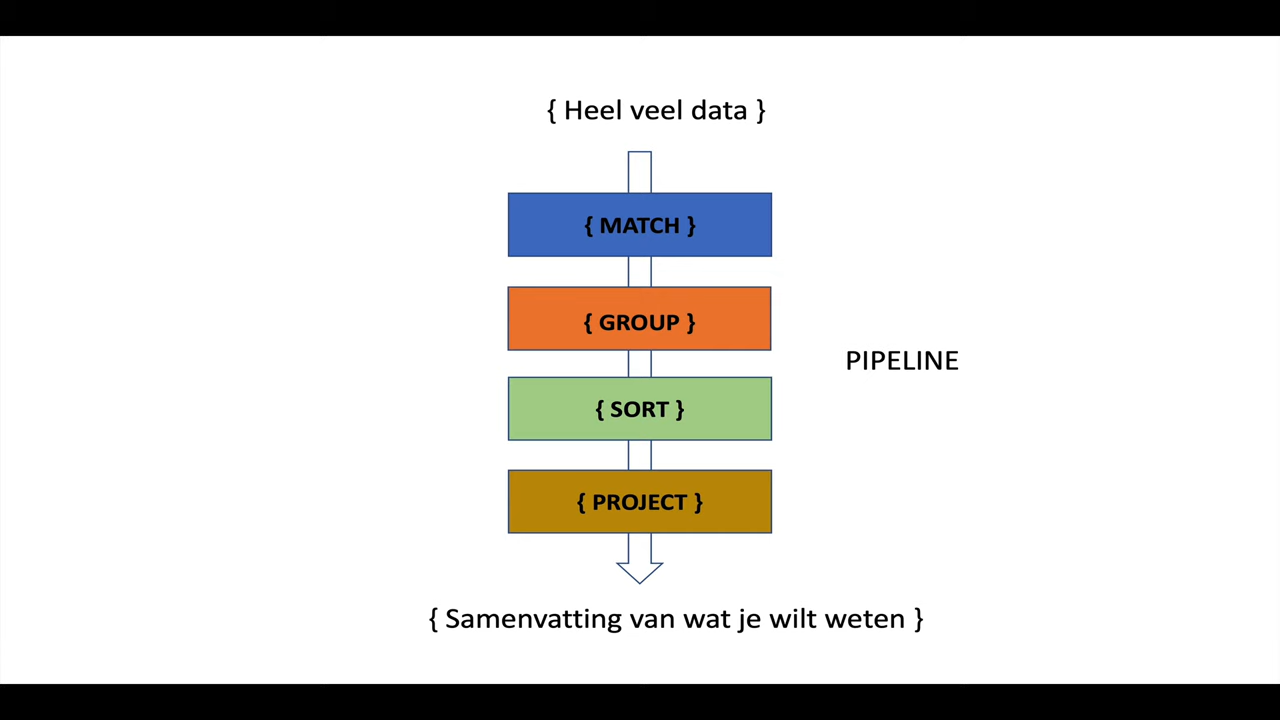 { Heel veel data }
{ MATCH }
{ GROUP }
PIPELINE
{ SORT }
{ PROJECT }
{ Samenvatting van wat je wilt weten }